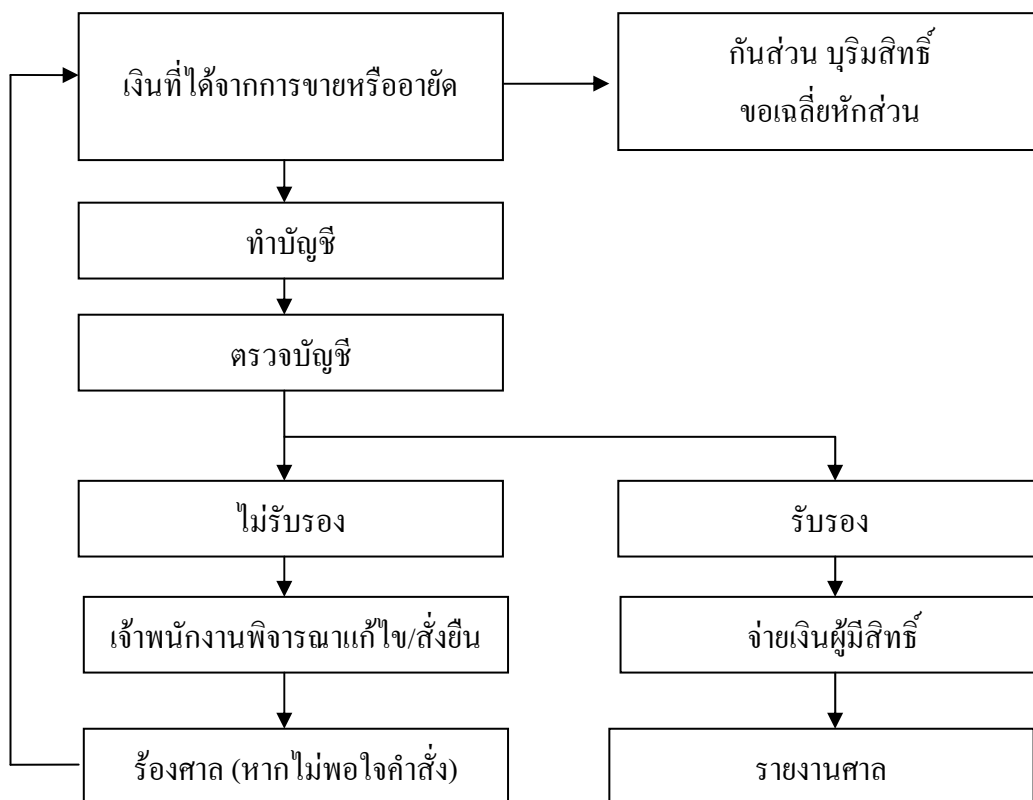 เงินที่ได้จากการขายหรืออายัด
กันส่วน บุริมสิทธิ์
ขอเฉลี่ยหักส่วน
ทำบัญชี
ตรวจบัญชี
ไม่รับรอง
รับรอง
เจ้าพนักงานพิจารณาแก้ไข/สั่งยืน
จ่ายเงินผู้มีสิทธิ์
ร้องศาล (หากไม่พอใจคำสั่ง)
รายงานศาล